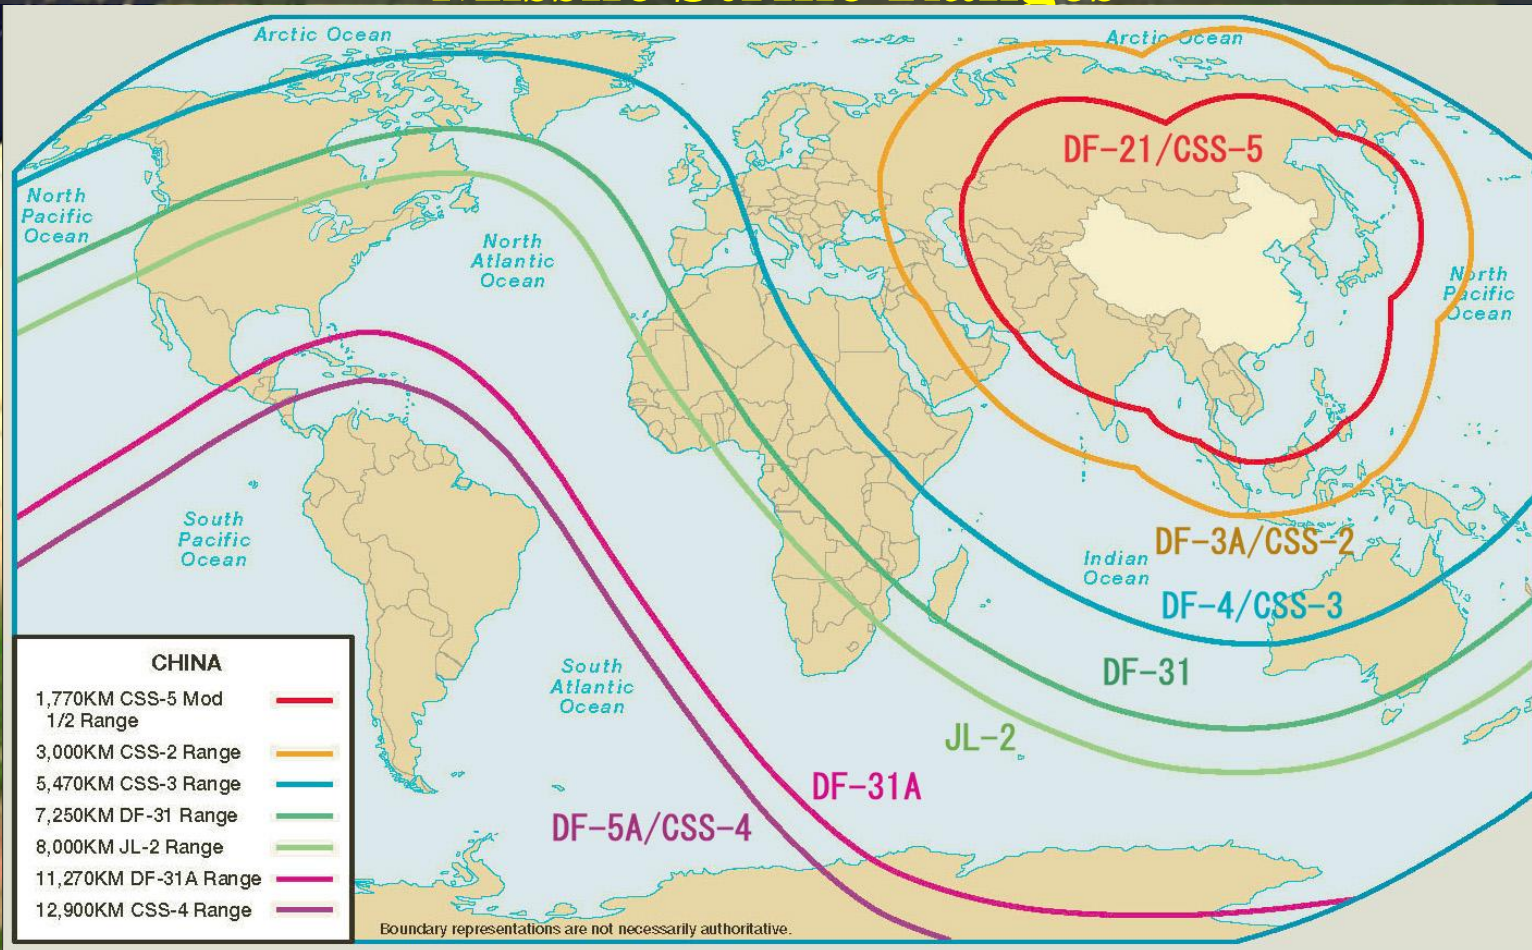 Missile Strike Ranges
Arctic Ocean
Arctic Ocean
DF-21/CSS-5
North
Pacific
Ocean
North
Atlantic
Ocean
North
Pacific
Ocean
South
Pacific
Ocean
Indian
Ocean
DF-3A/CSS-2
DF-4/CSS-3
DF-31
South
Atlantic
Ocean
JL-2
DF-31A
DF-5A/CSS-4
CHINA
1,770KM CSS-5 Mod
1/2 Range
3,000KM CSS-2 Range
5,470KM CSS-3 Range
7,250KM DF-31 Range
8,000KM JL-2 Range
11,270KM DF-31A Range
12,900KM CSS-4 Range
Boundary representations are not necessarily authoritative.